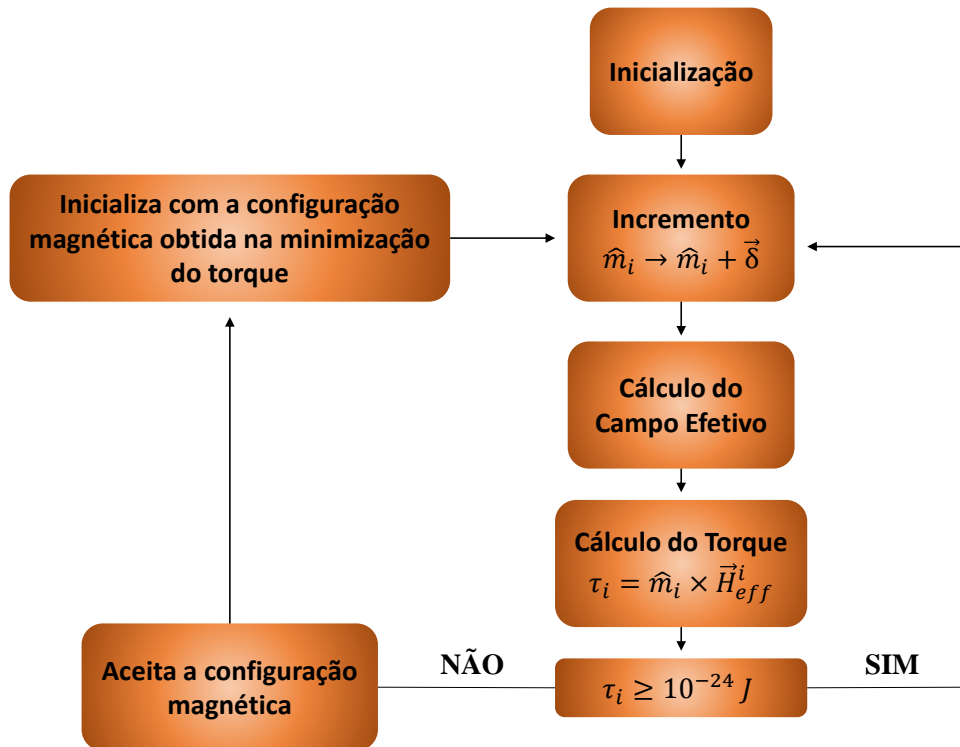 Inicialização
Inicializa com a configuração
magnética obtida na minimização
do torque
Incremento
m̂ᵢ → m̂ᵢ + δ⃗
Cálculo do
Campo Efetivo
Cálculo do Torque
τᵢ = m̂ᵢ × H⃗ⁱ_eff
Aceita a configuração
magnética
NÃO
τᵢ ≥ 10⁻²⁴ J
SIM